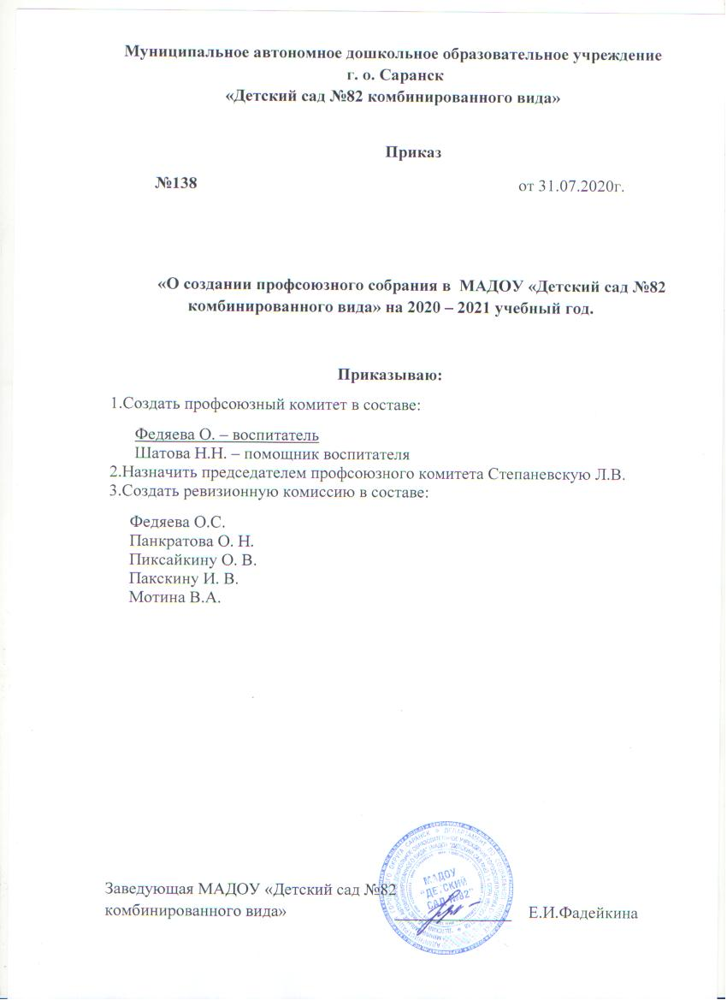 Муниципальное автономное дошкольное образовательное учреждение
г. о. Саранск
«Детский сад №82 комбинированного вида»
Приказ
№138
от 31.07.2020г.
«О создании профсоюзного собрания в МАДОУ «Детский сад №82
комбинированного вида» на 2020 – 2021 учебный год.
Приказываю:
1.Создать профсоюзный комитет в составе:
Федяева О. – воспитатель
Шатова Н.Н. – помощник воспитателя
2.Назначить председателем профсоюзного комитета Степаневскую Л.В.
3.Создать ревизионную комиссию в составе:
Федяева О.С.
Панкратова О. Н.
Пиксайкину О. В.
Пакскину И. В.
Мотина В.А.
Заведующая МАДОУ «Детский сад №82
комбинированного вида»
Е.И.Фадейкина
МАДОУ
"ДЕТСКИЙ
САД №82"